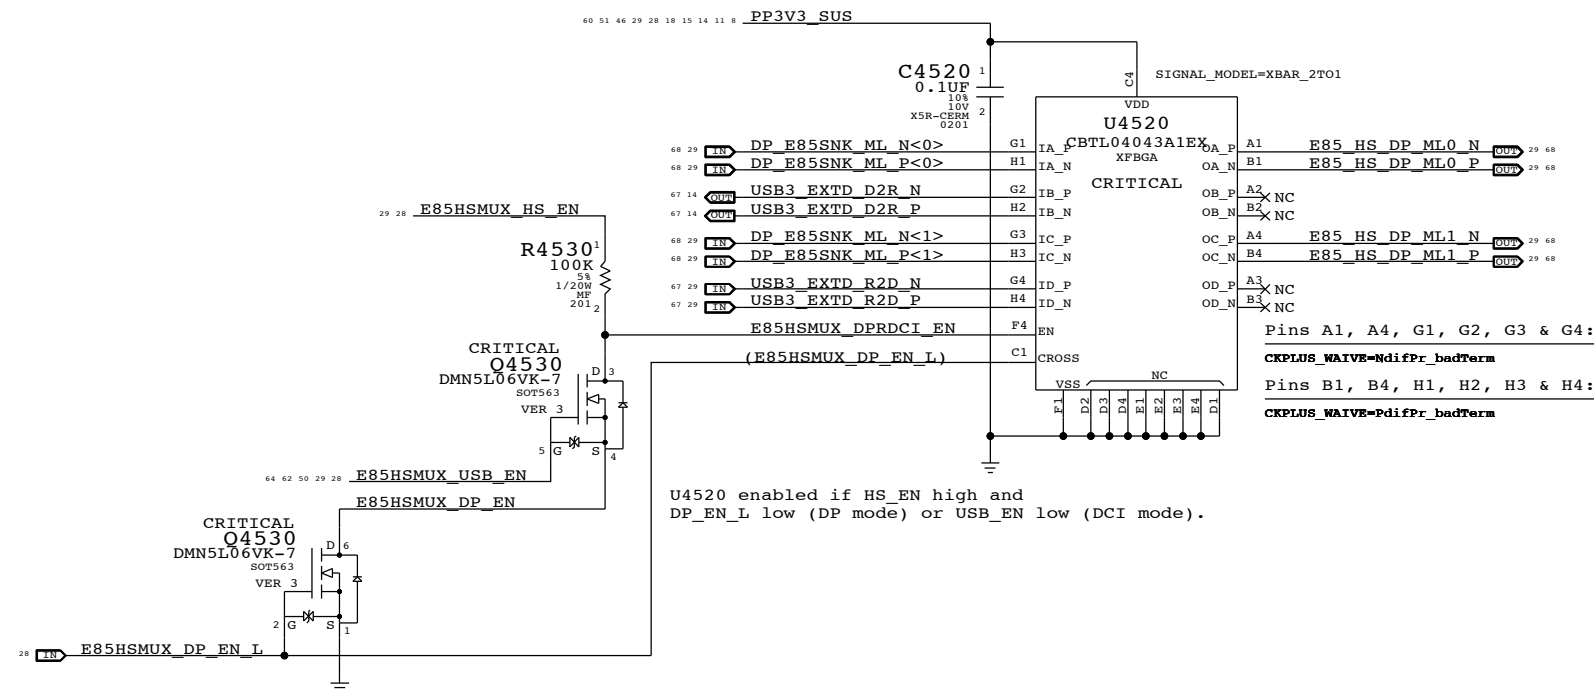 60 51 46 29 28 18 15 14 11 8 PP3V3_SUS
C4520 1
0.1UF
10%
10V
X5R-CERM 2
0201
C4
SIGNAL_MODEL=XBAR_2TO1
VDD
U4520
CBTL04043A1EX
XFBGA
CRITICAL
68 29 IN DP_E85SNK_ML_N<0> G1 IA_P OA_P A1 E85_HS_DP_ML0_N OUT 29 68
68 29 IN DP_E85SNK_ML_P<0> H1 IA_N OA_N B1 E85_HS_DP_ML0_P OUT 29 68
67 14 OUT USB3_EXTD_D2R_N G2 IB_P OB_P A2 NC
67 14 OUT USB3_EXTD_D2R_P H2 IB_N OB_N B2 NC
68 29 IN DP_E85SNK_ML_N<1> G3 IC_P OC_P A4 E85_HS_DP_ML1_N OUT 29 68
68 29 IN DP_E85SNK_ML_P<1> H3 IC_N OC_N B4 E85_HS_DP_ML1_P OUT 29 68
67 29 IN USB3_EXTD_R2D_N G4 ID_P OD_P A3 NC
67 29 IN USB3_EXTD_R2D_P H4 ID_N OD_N B3 NC
E85HSMUX_DPRDCI_EN F4 EN
(E85HSMUX_DP_EN_L) C1 CROSS
VSS NC
F1 D2 D3 D4 E1 E2 E3 E4 D1
Pins A1, A4, G1, G2, G3 & G4:
CKPLUS_WAIVE=NdifPr_badTerm
Pins B1, B4, H1, H2, H3 & H4:
CKPLUS_WAIVE=PdifPr_badTerm
29 28 E85HSMUX_HS_EN
R4530 1
100K
5%
1/20W
MF
201 2
CRITICAL
Q4530
DMN5L06VK-7
SOT563
VER 3
D 3
5 G S 4
64 62 50 29 28 E85HSMUX_USB_EN
E85HSMUX_DP_EN
U4520 enabled if HS_EN high and
DP_EN_L low (DP mode) or USB_EN low (DCI mode).
CRITICAL
Q4530
DMN5L06VK-7
SOT563
VER 3
D 6
2 G S 1
28 IN E85HSMUX_DP_EN_L